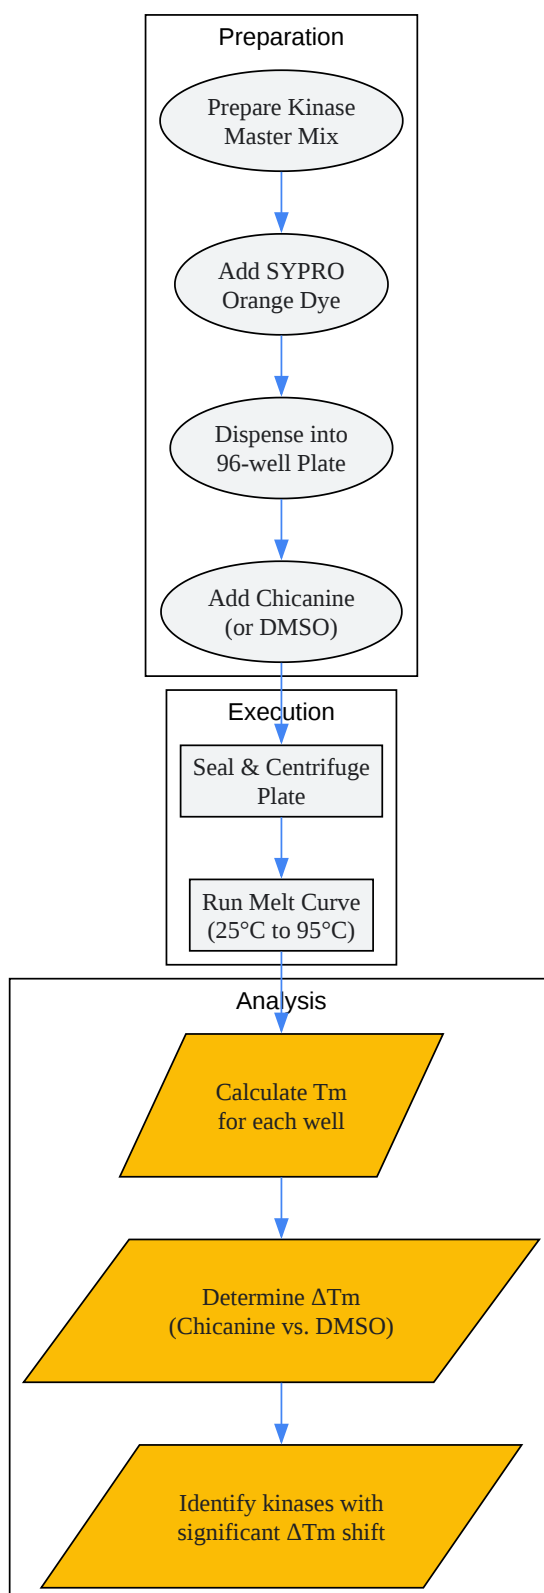 Preparation
Prepare Kinase
Master Mix
Add SYPRO
Orange Dye
Dispense into
96-well Plate
Add Chicanine
(or DMSO)
Execution
Seal & Centrifuge
Plate
Run Melt Curve
(25°C to 95°C)
Analysis
Calculate Tm
for each well
Determine ΔTm
(Chicanine vs. DMSO)
Identify kinases with
significant ΔTm shift